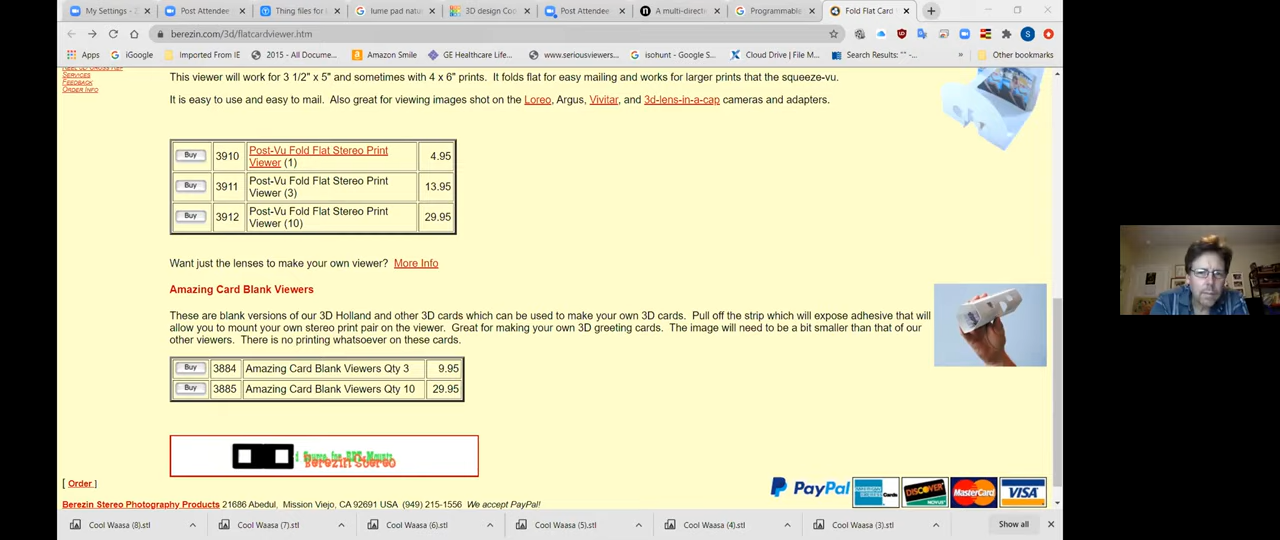 My Settings - Z
Post Attendee
Thing files for
lume pad natu
3D design Co
Post Attendee
A multi-direct
Programmable
Fold Flat Card
berezin.com/3d/flatcardviewer.htm
Apps
iGoogle
Imported From IE
2015 - All Docume...
Amazon Smile
GE Healthcare Life...
www.seriousviewers...
isohunt - Google S...
Cloud Drive | Cloud...
Search Results: "" -...
Other bookmarks
SERVICES
FEEDBACK
ORDER INFO
This viewer will work for 3 1/2" x 5" and sometimes with 4 x 6" prints. It folds flat for easy mailing and works for larger prints that the squeeze-vu.
It is easy to use and easy to mail. Also great for viewing images shot on the Loreo, Argus, Vivitar, and 3d-lens-in-a-cap cameras and adapters.
Buy 3910 Post-Vu Fold Flat Stereo Print 4.95
Viewer (1)
Buy 3911 Post-Vu Fold Flat Stereo Print 13.95
Viewer (3)
Buy 3912 Post-Vu Fold Flat Stereo Print 29.95
Viewer (10)
Want just the lenses to make your own viewer? More Info
Amazing Card Blank Viewers
These are blank versions of our 3D Holland and other 3D cards which can be used to make your own 3D cards. Pull off the strip which will expose adhesive that will
allow you to mount your own stereo print pair on the viewer. Great for making your own 3D greeting cards. The image will need to be a bit smaller than that of our
other viewers. There is no printing whatsoever on these cards.
Buy 3884 Amazing Card Blank Viewers Qty 3 9.95
Buy 3885 Amazing Card Blank Viewers Qty 10 29.95
Berezin Stereo
[ Order ]
PayPal
DISCOVER
MasterCard
VISA
Berezin Stereo Photography Products 21686 Abedul, Mission Viejo, CA 92691 USA (949) 215-1556 We accept PayPal!
Cool Waasa (8).stl
Cool Waasa (7).stl
Cool Waasa (6).stl
Cool Waasa (5).stl
Cool Waasa (4).stl
Cool Waasa (3).stl
Show all